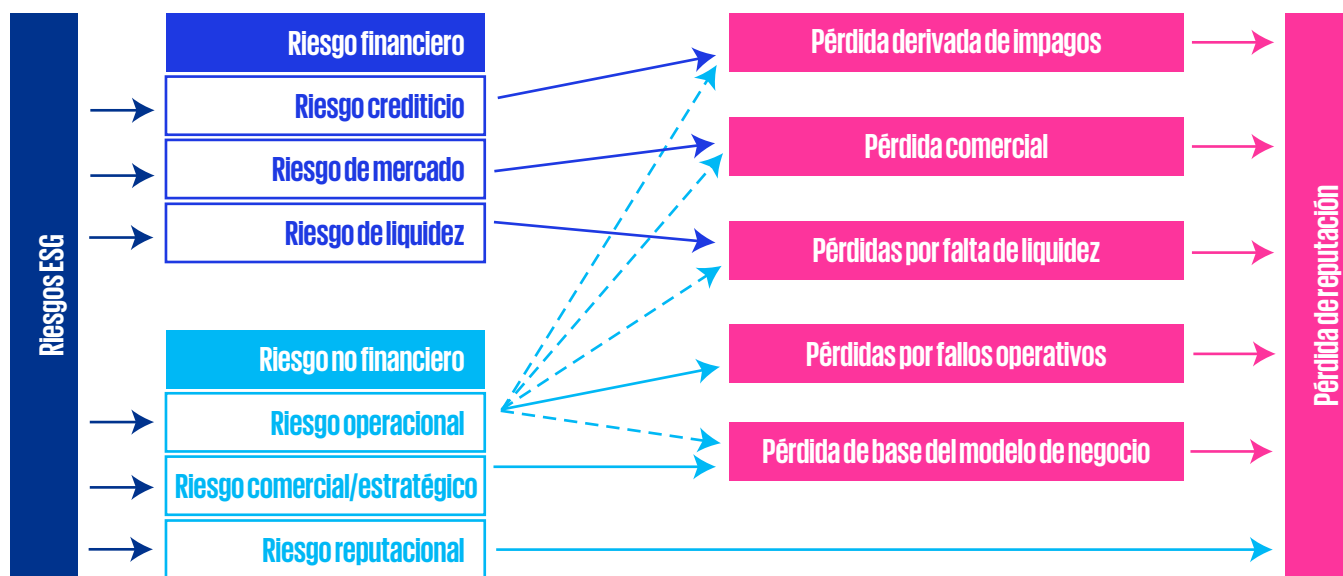 Riesgos ESG
Riesgo financiero
Riesgo crediticio
Riesgo de mercado
Riesgo de liquidez
Riesgo no financiero
Riesgo operacional
Riesgo comercial/estratégico
Riesgo reputacional
Pérdida derivada de impagos
Pérdida comercial
Pérdidas por falta de liquidez
Pérdidas por fallos operativos
Pérdida de base del modelo de negocio
Pérdida de reputación